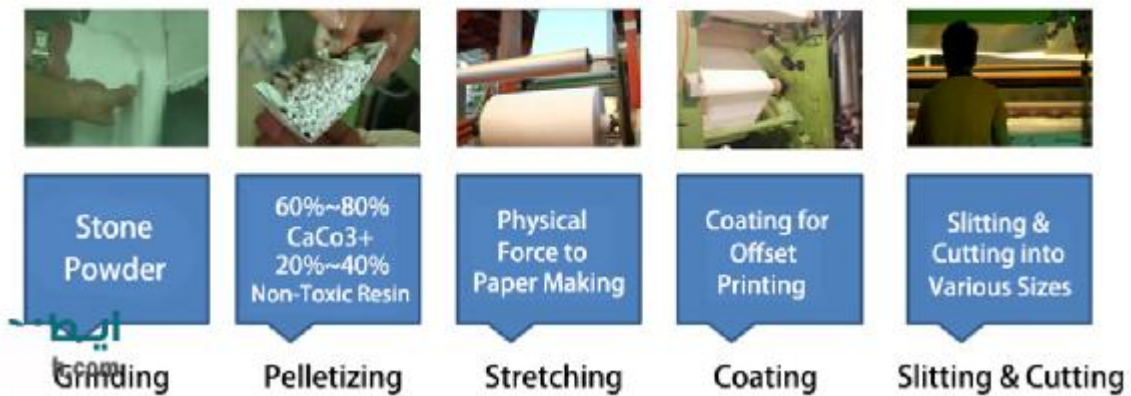 Stone
Powder
60%~80%
CaCo3+
20%~40%
Non-Toxic Resin
Physical
Force to
Paper Making
Coating for
Offset
Printing
Slitting &
Cutting into
Various Sizes
Grinding
Pelletizing
Stretching
Coating
Slitting & Cutting